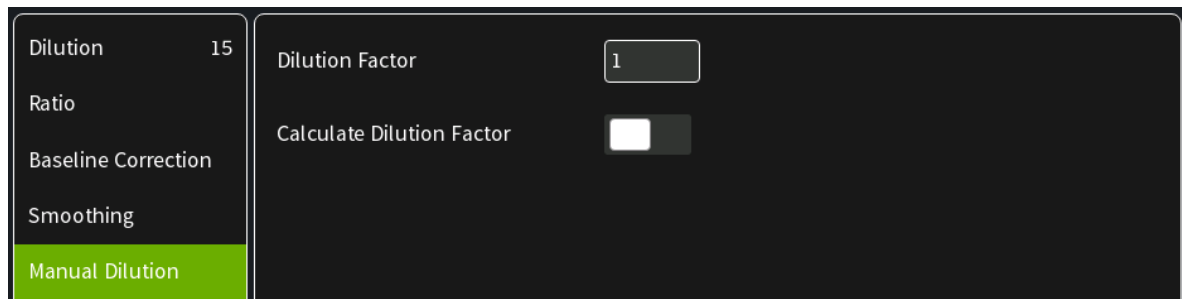 Dilution 15
Ratio
Baseline Correction
Smoothing
Manual Dilution
Dilution Factor 1
Calculate Dilution Factor